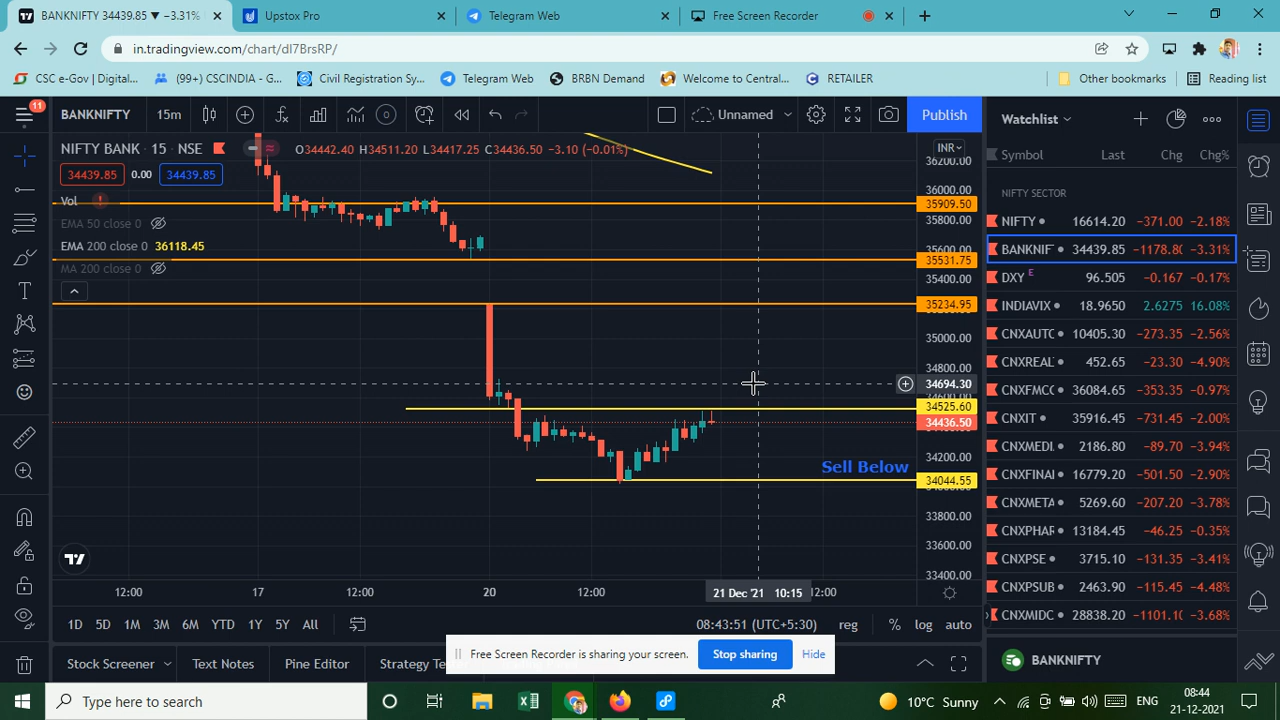 BANKNIFTY 34439.85 ▼ −3.31% H
Upstox Pro
Telegram Web
Free Screen Recorder
in.tradingview.com/chart/dI7BrsRP/
CSC e-Gov | Digital...
(99+) CSCINDIA - G...
Civil Registration Sy...
Telegram Web
BRBN Demand
Welcome to Central...
RETAILER
Other bookmarks
Reading list
11
BANKNIFTY
15m
Unnamed
Publish
Watchlist
NIFTY BANK • 15 • NSE
O34442.40 H34511.20 L34417.25 C34436.50 −3.10 (−0.01%)
INR
34439.85
0.00
34439.85
Vol
EMA 50 close 0
EMA 200 close 0 36118.45
MA 200 close 0
36200.00
36000.00
35909.50
35800.00
35600.00
35531.75
35400.00
35234.95
35000.00
34800.00
34694.30
34525.60
34436.50
34200.00
Sell Below
34044.55
33800.00
33600.00
33400.00
12:00
17
12:00
20
12:00
21 Dec '21 10:15
12:00
1D
5D
1M
3M
6M
YTD
1Y
5Y
All
08:43:51 (UTC+5:30)
reg
%
log
auto
Free Screen Recorder is sharing your screen.
Stop sharing
Hide
Stock Screener
Text Notes
Pine Editor
Strategy Te
Symbol Last Chg Chg%
NIFTY SECTOR
NIFTY 16614.20 -371.00 -2.18%
BANKNIF 34439.85 -1178.80 -3.31%
DXY E 96.505 -0.167 -0.17%
INDIAVIX 18.9650 2.6275 16.08%
CNXAUTO 10405.30 -273.35 -2.56%
CNXREAL 452.65 -23.30 -4.90%
CNXFMC 36084.65 -353.35 -0.97%
CNXIT 35916.45 -731.45 -2.00%
CNXMEDI 2186.80 -89.70 -3.94%
CNXFINAI 16779.20 -501.50 -2.90%
CNXMETA 5269.60 -207.20 -3.78%
CNXPHAR 13184.45 -46.25 -0.35%
CNXPSE 3715.10 -131.35 -3.41%
CNXPSUB 2463.90 -115.45 -4.48%
CNXMIDC 28838.20 -1101.10 -3.68%
BANKNIFTY
Type here to search
10°C Sunny
ENG
08:44
21-12-2021